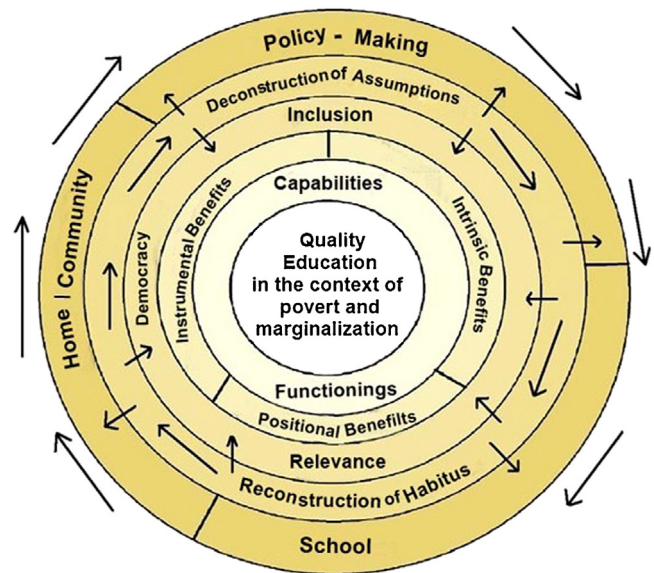 Policy - Making
Deconstruction of Assumptions
Inclusion
Capabilities
Home / Community
Democracy
Instrumental Benefits
Intrinsic Benefits
Quality
Education
in the context of
povert and
marginalization
Functionings
Positional Benefilts
Relevance
Reconstruction of Habitus
School